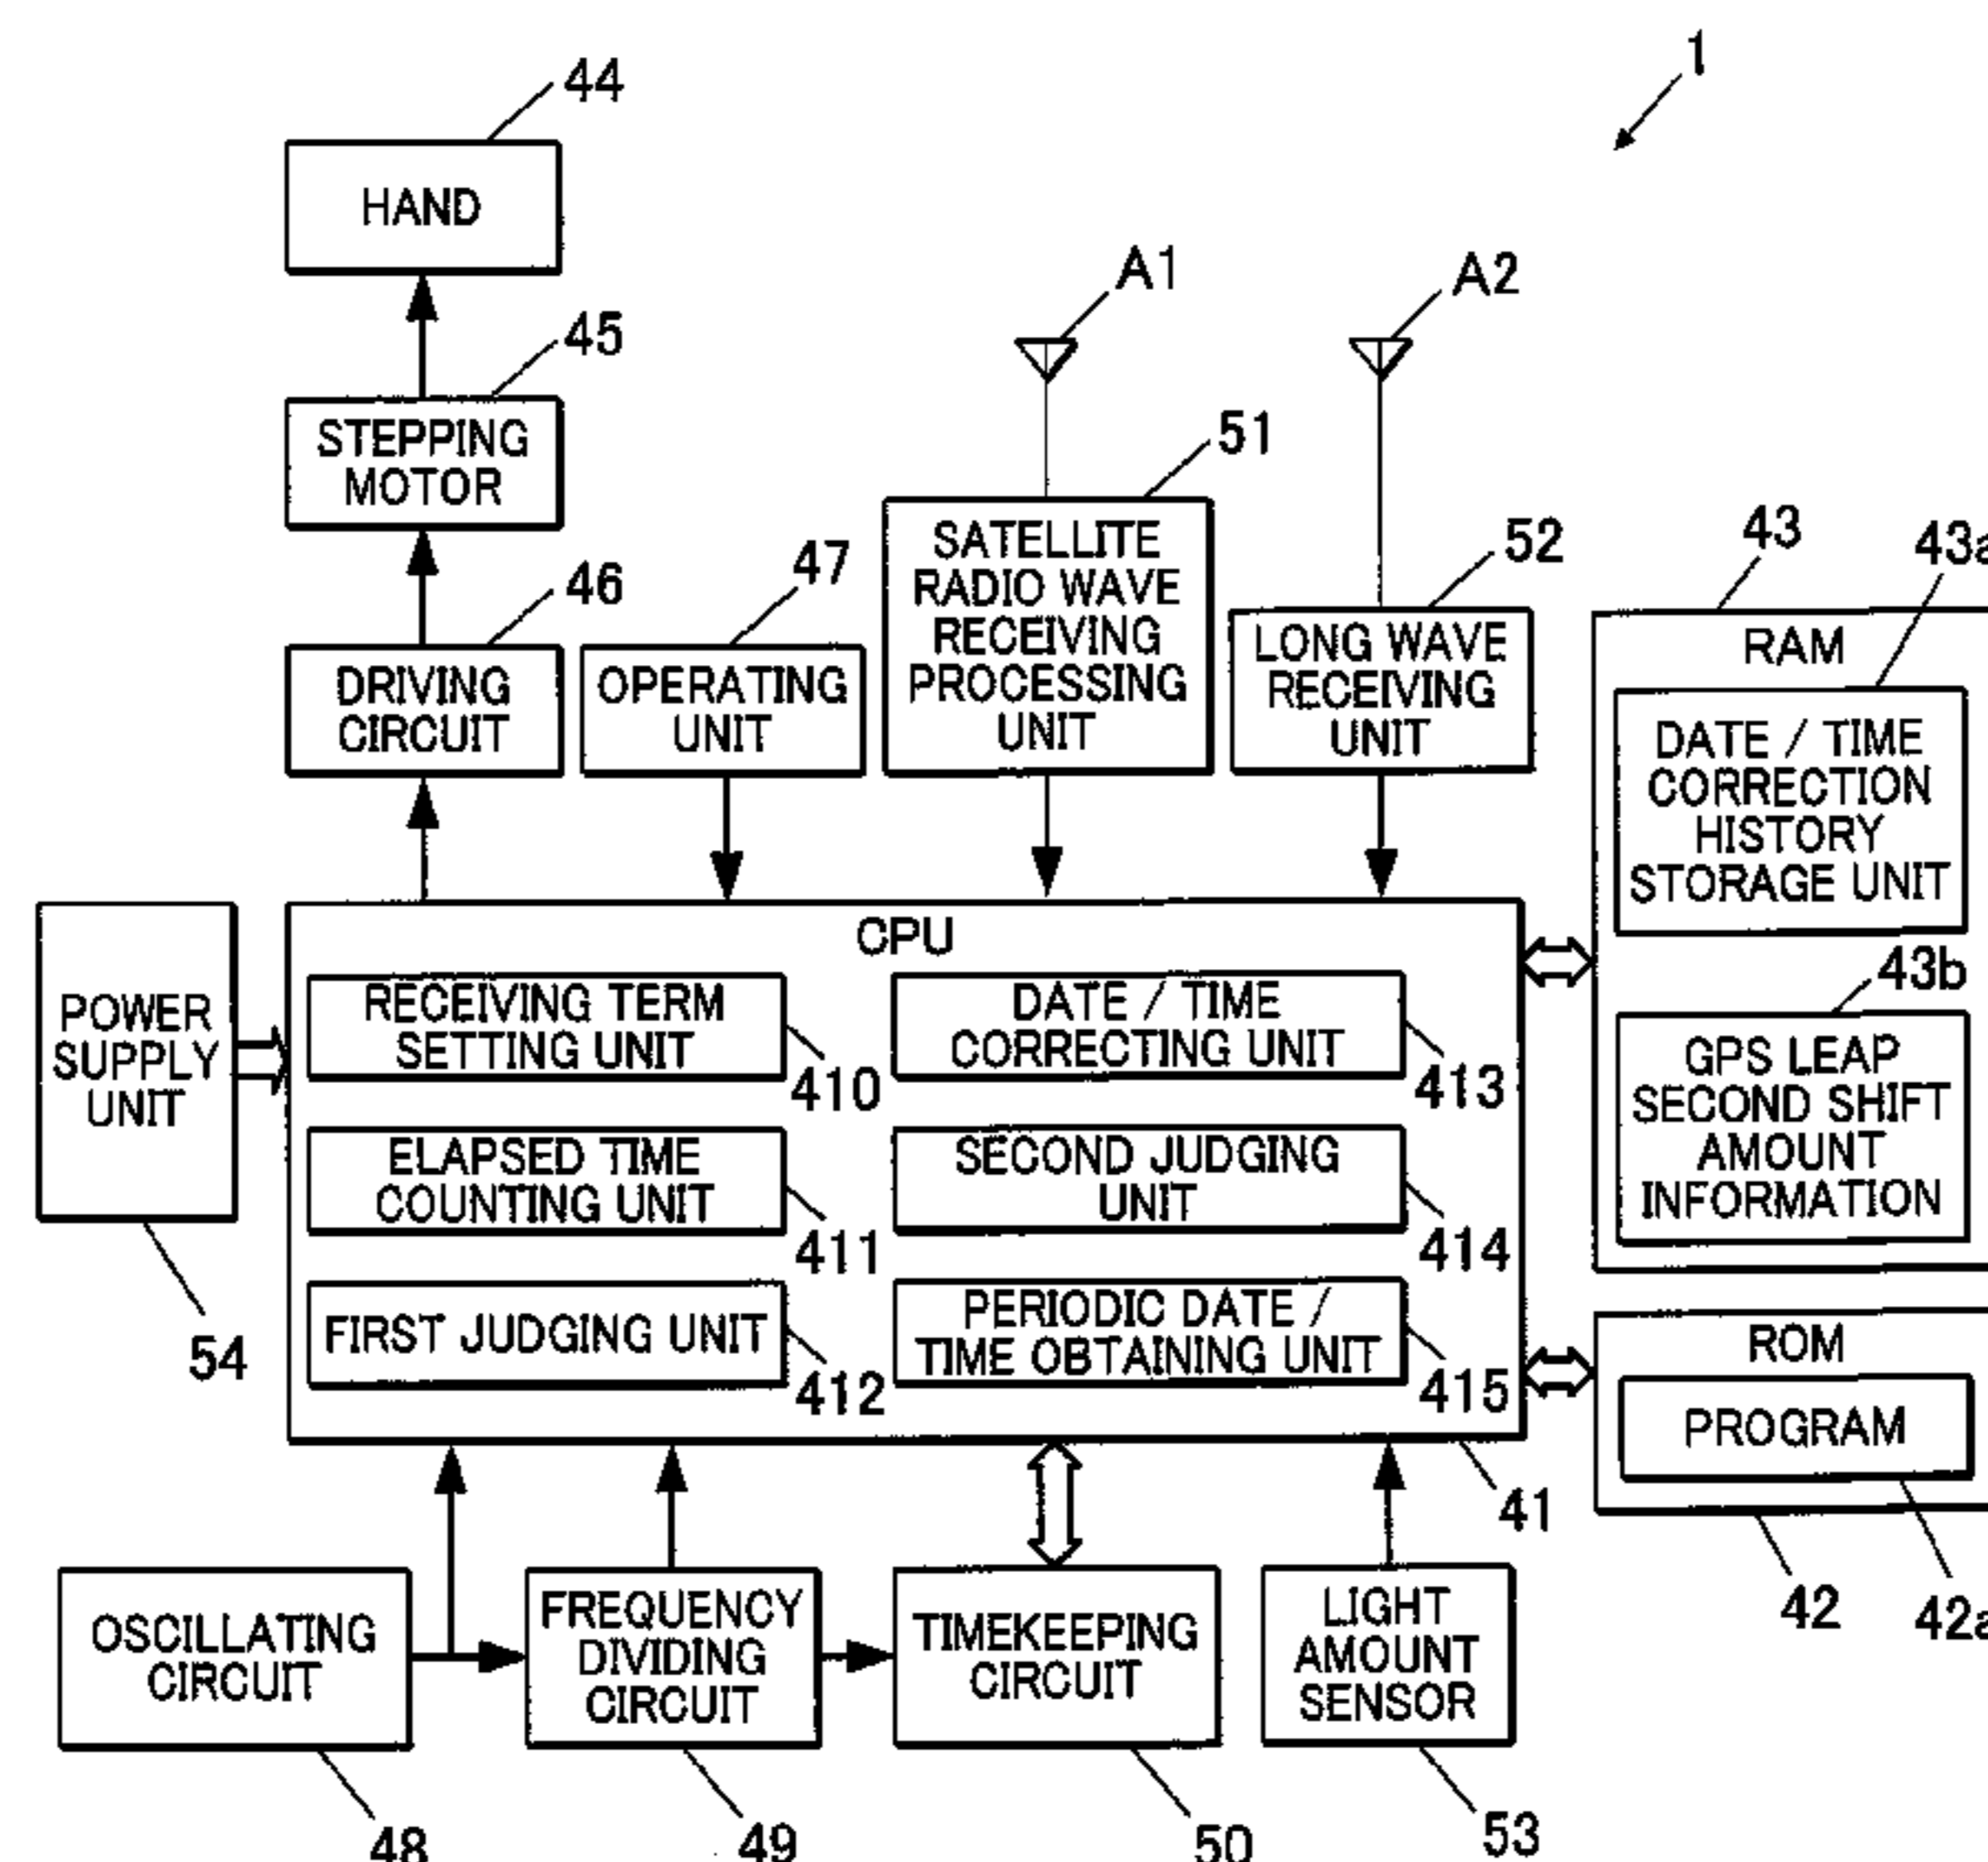 1
44
HAND
A1
A2
45
STEPPING
MOTOR
51
SATELLITE
RADIO WAVE
RECEIVING
PROCESSING
UNIT
52
LONG WAVE
RECEIVING
UNIT
46
DRIVING
CIRCUIT
47
OPERATING
UNIT
43
43a
RAM
DATE / TIME
CORRECTION
HISTORY
STORAGE UNIT
43b
GPS LEAP
SECOND SHIFT
AMOUNT
INFORMATION
POWER
SUPPLY
UNIT
54
CPU
RECEIVING TERM
SETTING UNIT
410
DATE / TIME
CORRECTING UNIT
413
ELAPSED TIME
COUNTING UNIT
411
SECOND JUDGING
UNIT
414
FIRST JUDGING UNIT
412
PERIODIC DATE /
TIME OBTAINING UNIT
415
41
ROM
PROGRAM
42
42a
OSCILLATING
CIRCUIT
48
FREQUENCY
DIVIDING
CIRCUIT
49
TIMEKEEPING
CIRCUIT
50
LIGHT
AMOUNT
SENSOR
53